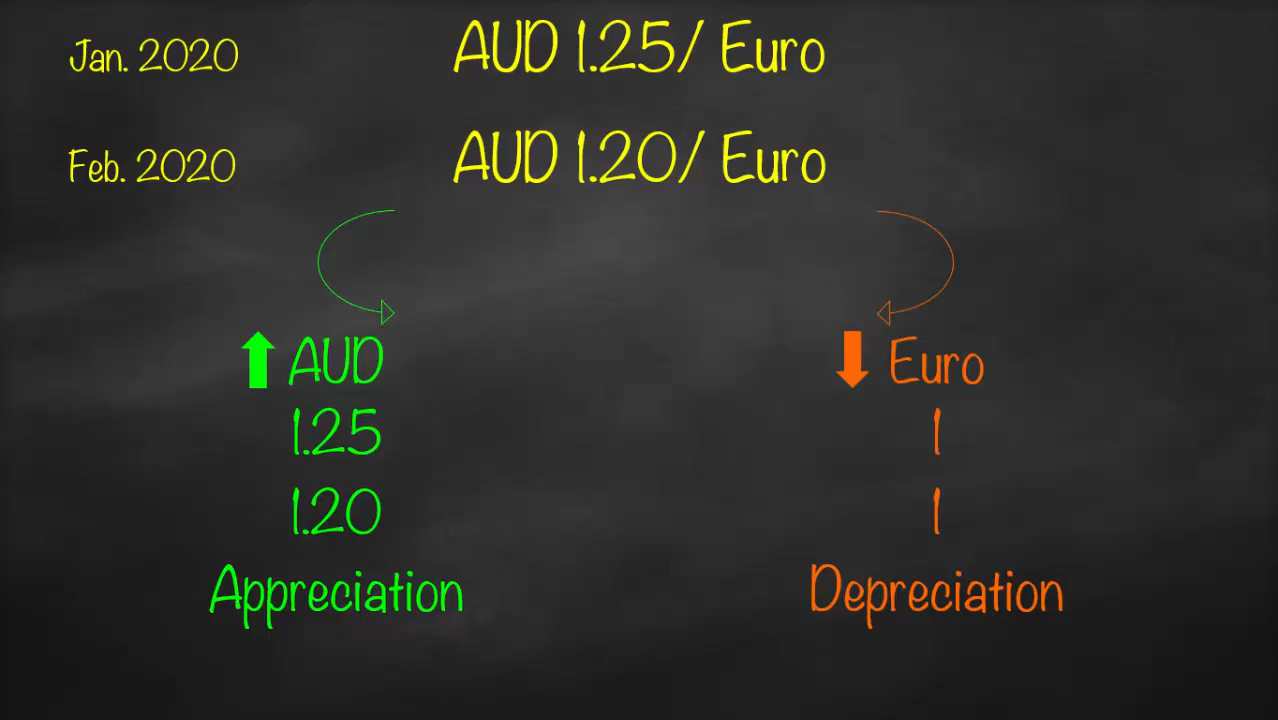 Jan. 2020 AUD 1.25/ Euro
Feb. 2020 AUD 1.20/ Euro
AUD Euro
1.25 1
1.20 1
Appreciation Depreciation